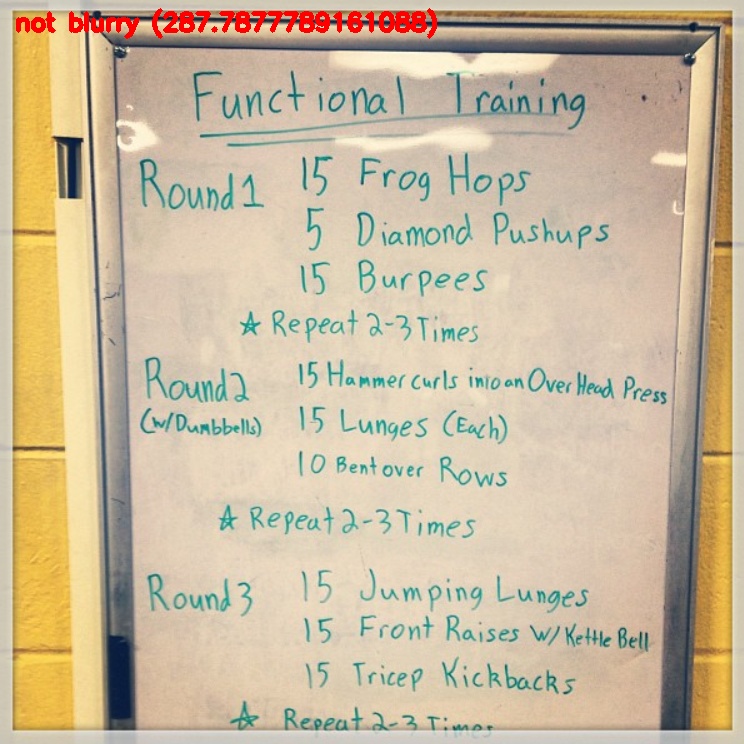 not blurry (287.7877789161088)
Functional Training
Round 1 15 Frog Hops
5 Diamond Pushups
15 Burpees
☆ Repeat 2-3 Times
Round 2 15 Hammer curls into an Over Head Press
(w/Dumbbells) 15 Lunges (Each)
10 Bent over Rows
☆ Repeat 2-3 Times
Round 3 15 Jumping Lunges
15 Front Raises w/ Kettle Bell
15 Tricep Kickbacks
☆ Repeat 2-3 Times